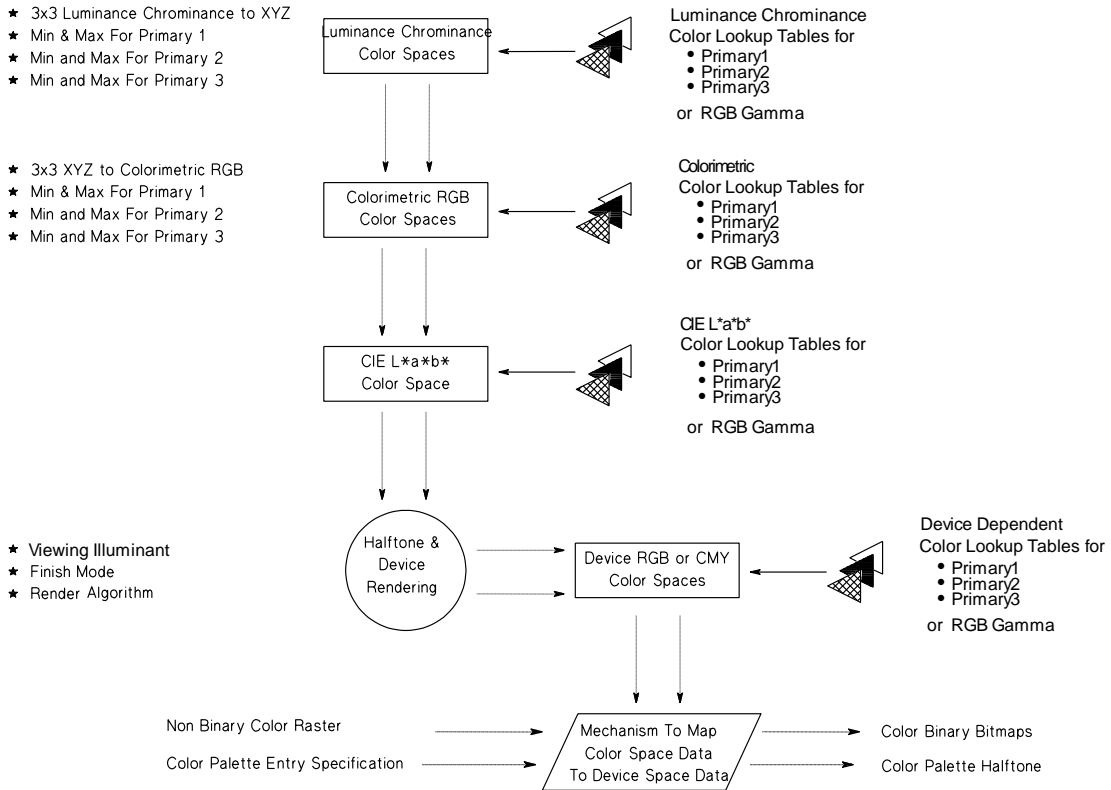 ★ 3x3 Luminance Chrominance to XYZ
★ Min & Max For Primary 1
★ Min and Max For Primary 2
★ Min and Max For Primary 3
Luminance Chrominance
Color Spaces
Luminance Chrominance
Color Lookup Tables for
• Primary1
• Primary2
• Primary3
or RGB Gamma
★ 3x3 XYZ to Colorimetric RGB
★ Min & Max For Primary 1
★ Min and Max For Primary 2
★ Min and Max For Primary 3
Colorimetric RGB
Color Spaces
Colorimetric
Color Lookup Tables for
• Primary1
• Primary2
• Primary3
or RGB Gamma
CIE L*a*b*
Color Space
CIE L*a*b*
Color Lookup Tables for
• Primary1
• Primary2
• Primary3
or RGB Gamma
★ Viewing Illuminant
★ Finish Mode
★ Render Algorithm
Halftone &
Device
Rendering
Device RGB or CMY
Color Spaces
Device Dependent
Color Lookup Tables for
• Primary1
• Primary2
• Primary3
or RGB Gamma
Non Binary Color Raster
Color Palette Entry Specification
Mechanism To Map
Color Space Data
To Device Space Data
Color Binary Bitmaps
Color Palette Halftone